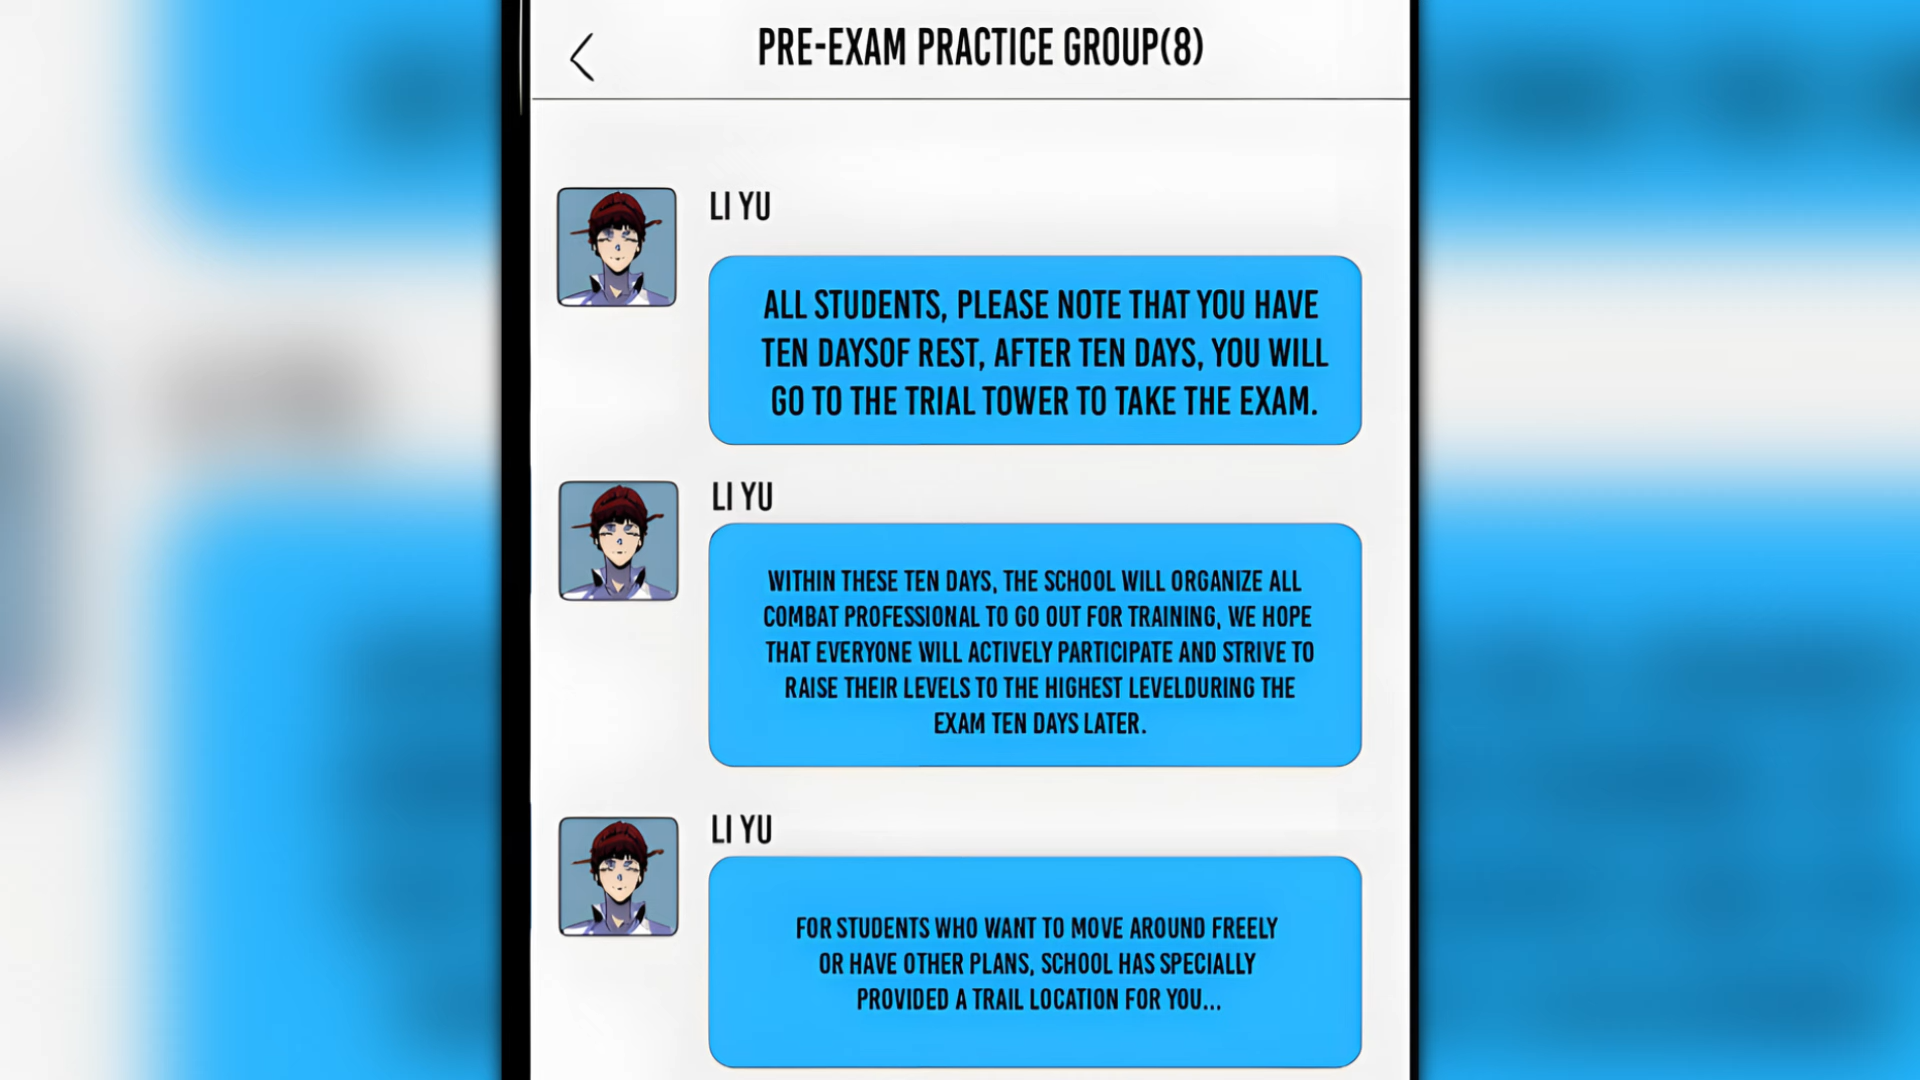 PRE-EXAM PRACTICE GROUP(8)
LI YU
ALL STUDENTS, PLEASE NOTE THAT YOU HAVE
TEN DAYSOF REST, AFTER TEN DAYS, YOU WILL
GO TO THE TRIAL TOWER TO TAKE THE EXAM.
LI YU
WITHIN THESE TEN DAYS, THE SCHOOL WILL ORGANIZE ALL
COMBAT PROFESSIONAL TO GO OUT FOR TRAINING, WE HOPE
THAT EVERYONE WILL ACTIVELY PARTICIPATE AND STRIVE TO
RAISE THEIR LEVELS TO THE HIGHEST LEVELDURING THE
EXAM TEN DAYS LATER.
LI YU
FOR STUDENTS WHO WANT TO MOVE AROUND FREELY
OR HAVE OTHER PLANS, SCHOOL HAS SPECIALLY
PROVIDED A TRAIL LOCATION FOR YOU...